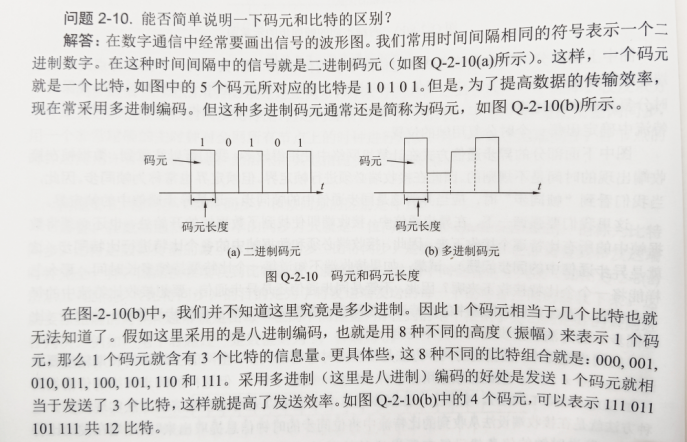 问题 2-10. 能否简单说明一下码元和比特的区别？
解答：在数字通信中经常要画出信号的波形图。我们常用时间间隔相同的符号表示一个二
进制数字。在这种时间间隔中的信号就是二进制码元（如图 Q-2-10(a)所示）。这样，一个码元
就是一个比特，如图中的 5 个码元所对应的比特是 1 0 1 0 1。但是，为了提高数据的传输效率，
现在常采用多进制编码。但这种多进制码元通常还是简称为码元，如图 Q-2-10(b)所示。
1 0 1 0 1
码元 码元
t t
码元长度 码元长度
(a) 二进制码元 (b) 多进制码元
图 Q-2-10 码元和码元长度
在图-2-10(b)中，我们并不知道这里究竟是多少进制。因此 1 个码元相当于几个比特也就
无法知道了。假如这里采用的是八进制编码，也就是用 8 种不同的高度（振幅）来表示 1 个码
元，那么 1 个码元就含有 3 个比特的信息量。更具体些，这 8 种不同的比特组合就是：000, 001,
010, 011, 100, 101, 110 和 111。采用多进制（这里是八进制）编码的好处是发送 1 个码元就相
当于发送了 3 个比特，这样就提高了发送效率。如图 Q-2-10(b)中的 4 个码元，可以表示 111 011
101 111 共 12 比特。